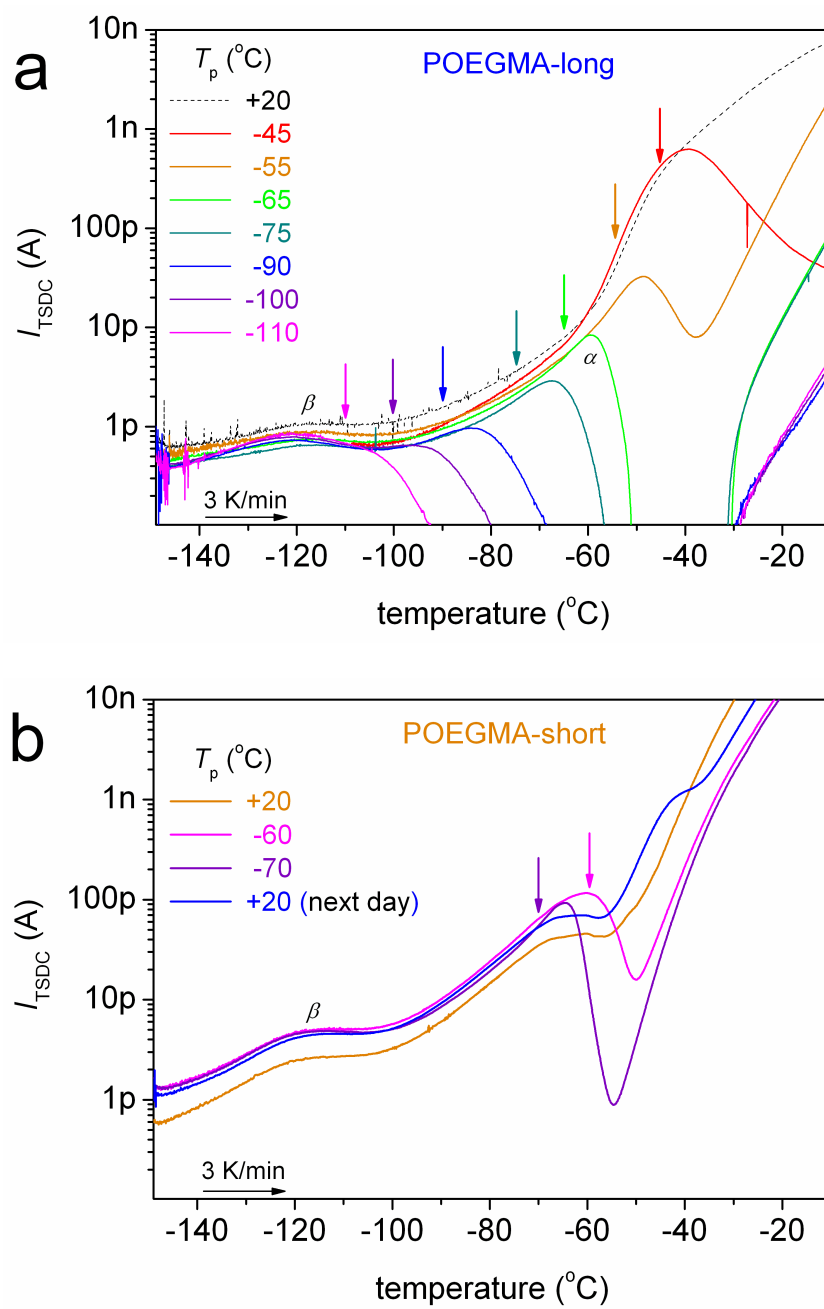 a
POEGMA-long
T_p (°C)
+20
-45
-55
-65
-75
-90
-100
-110
β
α
3 K/min
10n
1n
100p
10p
1p
I_TSDC (A)
-140 -120 -100 -80 -60 -40 -20
temperature (°C)
b
POEGMA-short
T_p (°C)
+20
-60
-70
+20 (next day)
β
3 K/min
10n
1n
100p
10p
1p
I_TSDC (A)
-140 -120 -100 -80 -60 -40 -20
temperature (°C)